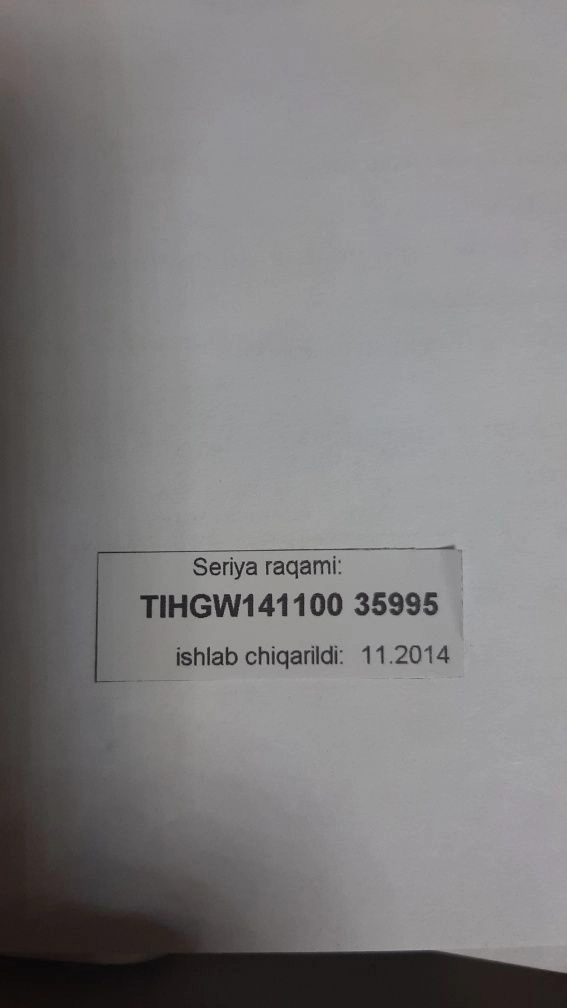 Seriya raqami:
TIHGW141100 35995
ishlab chiqarildi: 11.2014